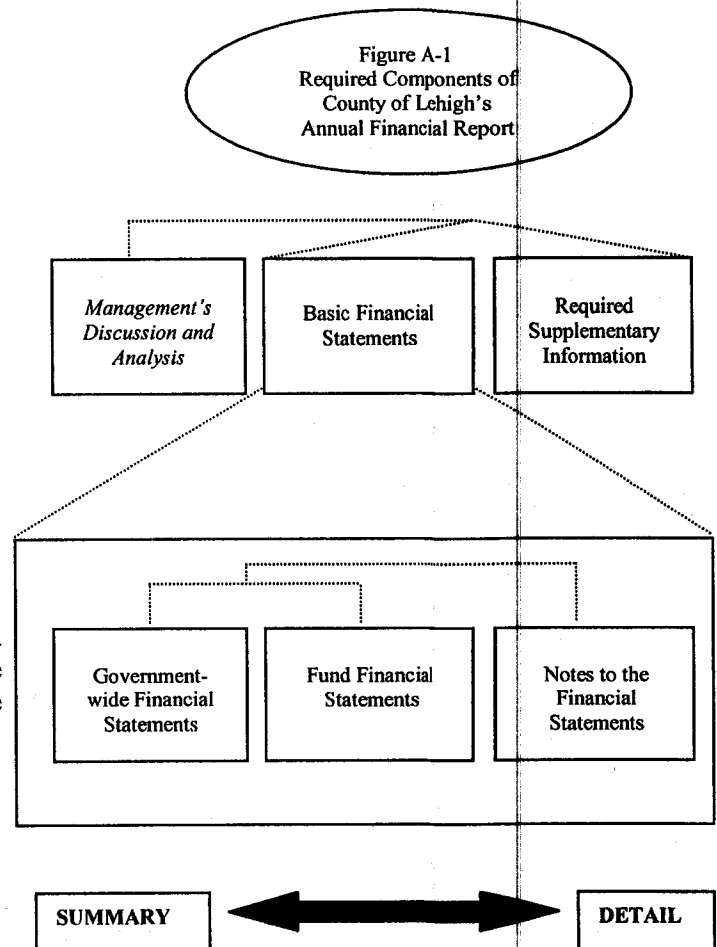 Figure A-1
Required Components of
County of Lehigh's
Annual Financial Report
Management's
Discussion and
Analysis
Basic Financial
Statements
Required
Supplementary
Information
Government-
wide Financial
Statements
Fund Financial
Statements
Notes to the
Financial
Statements
SUMMARY
DETAIL